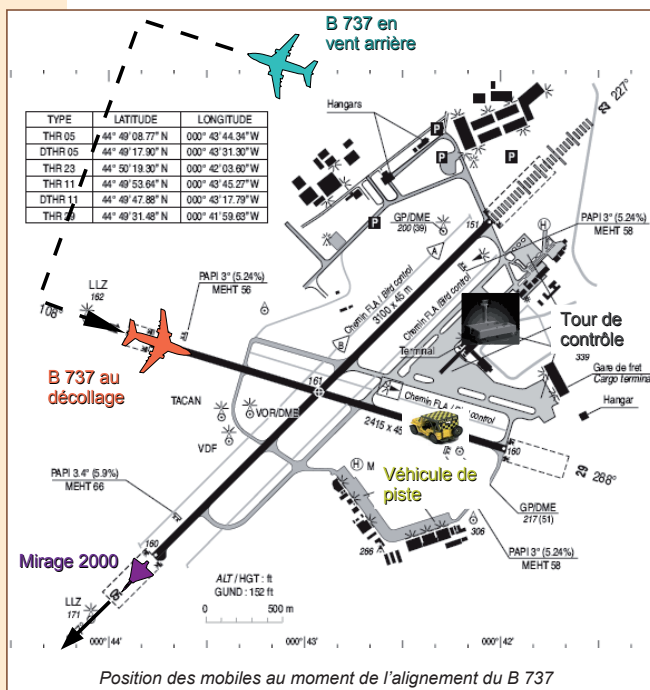 B 737 en
vent arrière
TYPE LATITUDE LONGITUDE
THR 05 44° 49'08.77" N 000° 43'44.34"W
DTHR 05 44° 49'17.90" N 000° 43'31.30"W
THR 23 44° 50'19.30" N 000° 42'03.60"W
THR 11 44° 49'53.64" N 000° 43'45.27"W
DTHR 11 44° 49'47.88" N 000° 43'17.79"W
44° 49'31.48" N 000° 41'59.63"W
Hangars
P
P
P
P
23
227°
GP/DME
200 (39)
151
A
H
PAPI 3° (5.24%)
MEHT 58
LLZ
162
PAPI 3° (5.24%)
MEHT 56
108°
Chemin FLA / Bird control
3100 x 45 m
Chemin FLA / Bird control
B
Tour de
contrôle
339
Terminal
Gare de fret
Cargo terminal
B 737 au
décollage
161
TACAN
VOR/DME
VDF
Chemin FLA / Bird control
2415 x 45
Hangar
160
29
288°
PAPI 3.4° (5.9%)
MEHT 66
H M
Véhicule de
piste
GP/DME
217 (51)
306
266
PAPI 3° (5.24%)
MEHT 58
160
Mirage 2000
LLZ
171
ALT / HGT : ft
GUND : 152 ft
0 500 m
000° 44' 000° 43' 000° 42'
Position des mobiles au moment de l'alignement du B 737